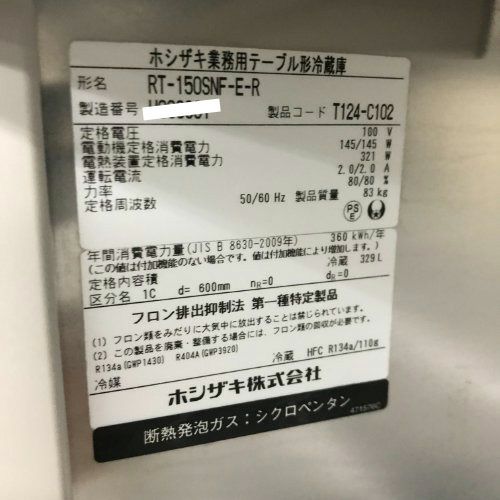 ホシザキ業務用テーブル形冷蔵庫
形名 RT-150SNF-E-R
製造番号
製品コード T124-C102
定格電圧 100 V
電動機定格消費電力 145/145 W
電熱装置定格消費電力 321 W
運転電流 2.0/2.0 A
力率 80/80 %
定格周波数 50/60 Hz 製品質量 83 kg
PSE
年間消費電力量(JIS B 8630-2009年) 360 kWh/年
(この値は付加機能のない場合です。値は付加機能により増加します。)
定格内容積 冷蔵 329L
区分名 1C d= 600mm nR=0 dR=0
フロン排出抑制法 第一種特定製品
(1) フロン類をみだりに大気中に放出することは禁じられています。
(2) この製品を廃棄・整備する場合には、フロン類の回収が必要です。
R134a(GWP1430) R404A(GWP3920)
冷媒 冷蔵 HFC R134a/110g
ホシザキ株式会社
断熱発泡ガス：シクロペンタン